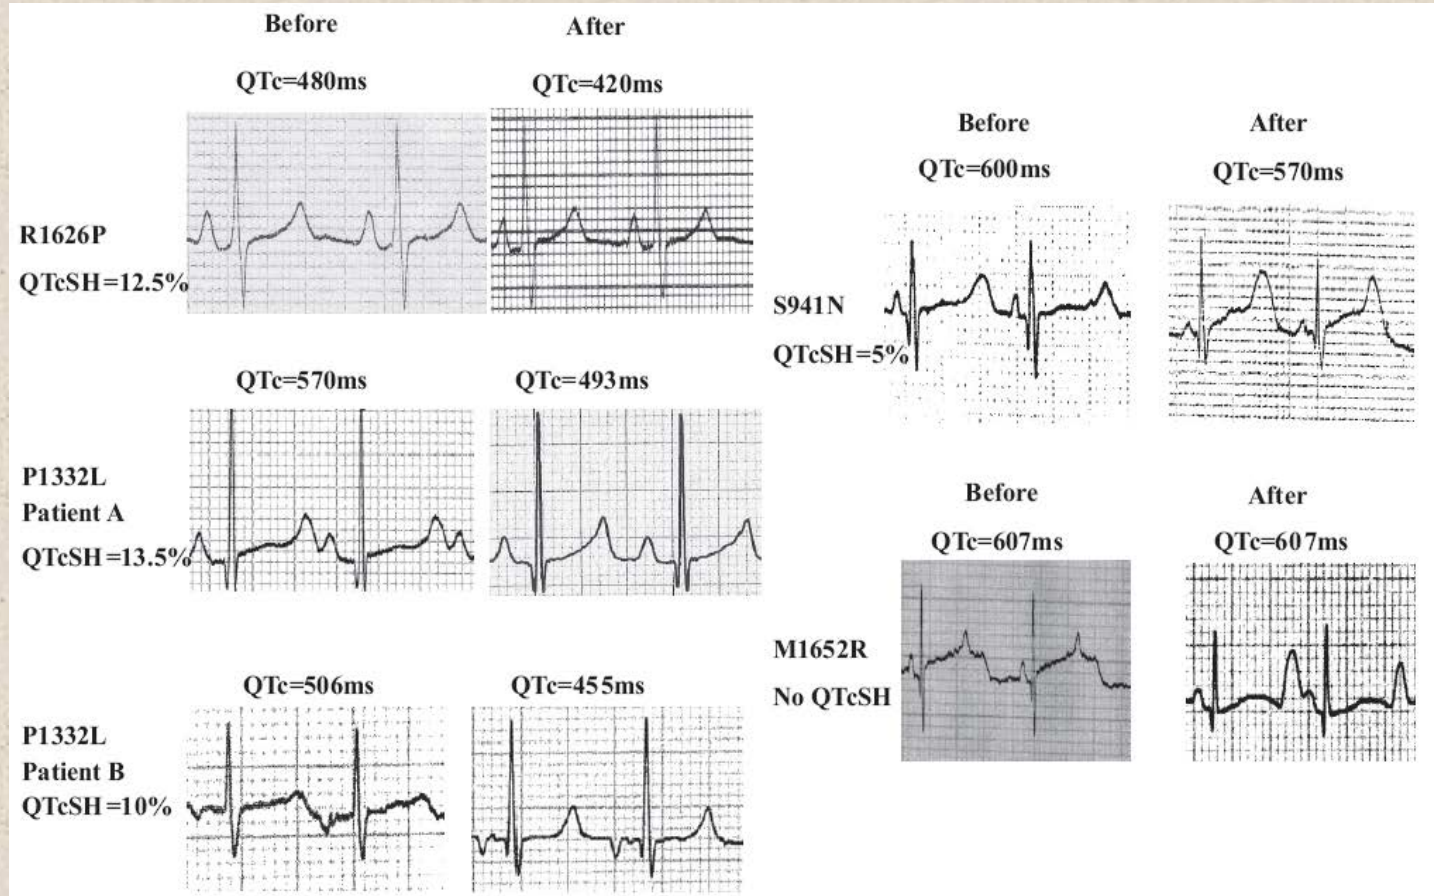 Before
After
QTc=480ms
QTc=420ms
R1626P
QTcSH=12.5%
QTc=570ms
QTc=493ms
P1332L
Patient A
QTcSH=13.5%
QTc=506ms
QTc=455ms
P1332L
Patient B
QTcSH=10%
Before
After
QTc=600ms
QTc=570ms
S941N
QTcSH=5%
Before
After
QTc=607ms
QTc=607ms
M1652R
No QTcSH